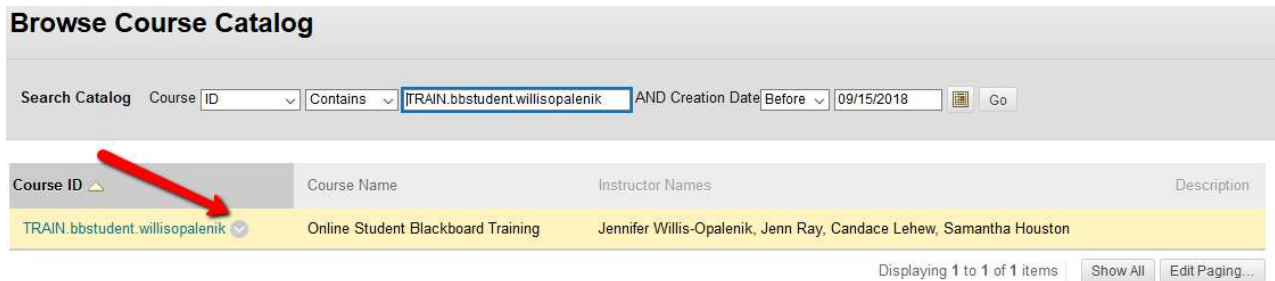 Browse Course Catalog
Search Catalog Course ID Contains TRAIN.bbstudent.willisopalenik AND Creation Date Before 09/15/2018 Go
Course ID Course Name Instructor Names Description
TRAIN.bbstudent.willisopalenik Online Student Blackboard Training Jennifer Willis-Opalenik, Jenn Ray, Candace Lehew, Samantha Houston
Displaying 1 to 1 of 1 items Show All Edit Paging...